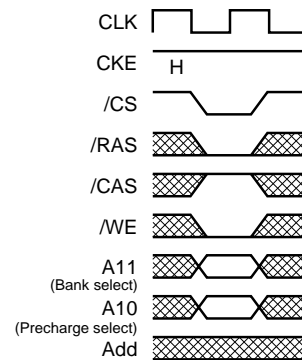 CLK
CKE
H
/CS
/RAS
/CAS
/WE
A11
(Bank select)
A10
(Precharge select)
Add